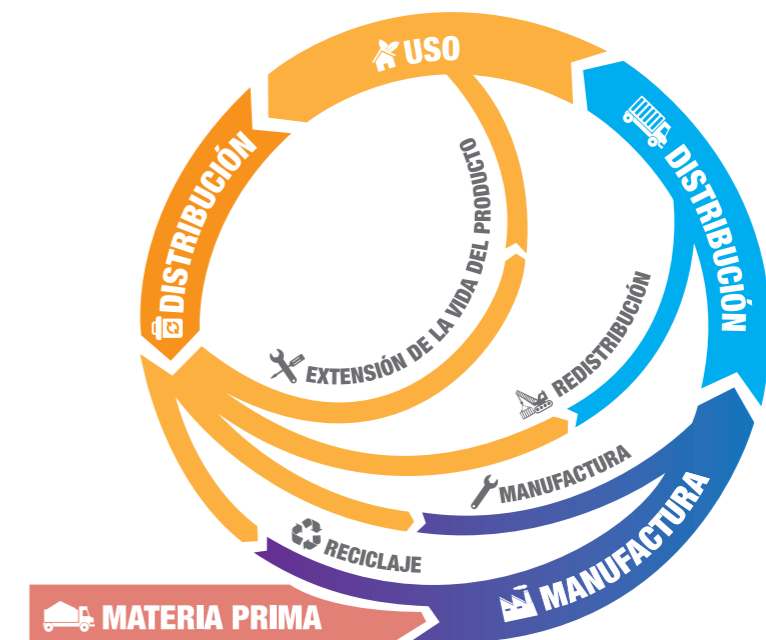 USO
DISTRIBUCIÓN
DISTRIBUCIÓN
EXTENSIÓN DE LA VIDA DEL PRODUCTO
REDISTRIBUCIÓN
MANUFACTURA
RECICLAJE
MANUFACTURA
MATERIA PRIMA